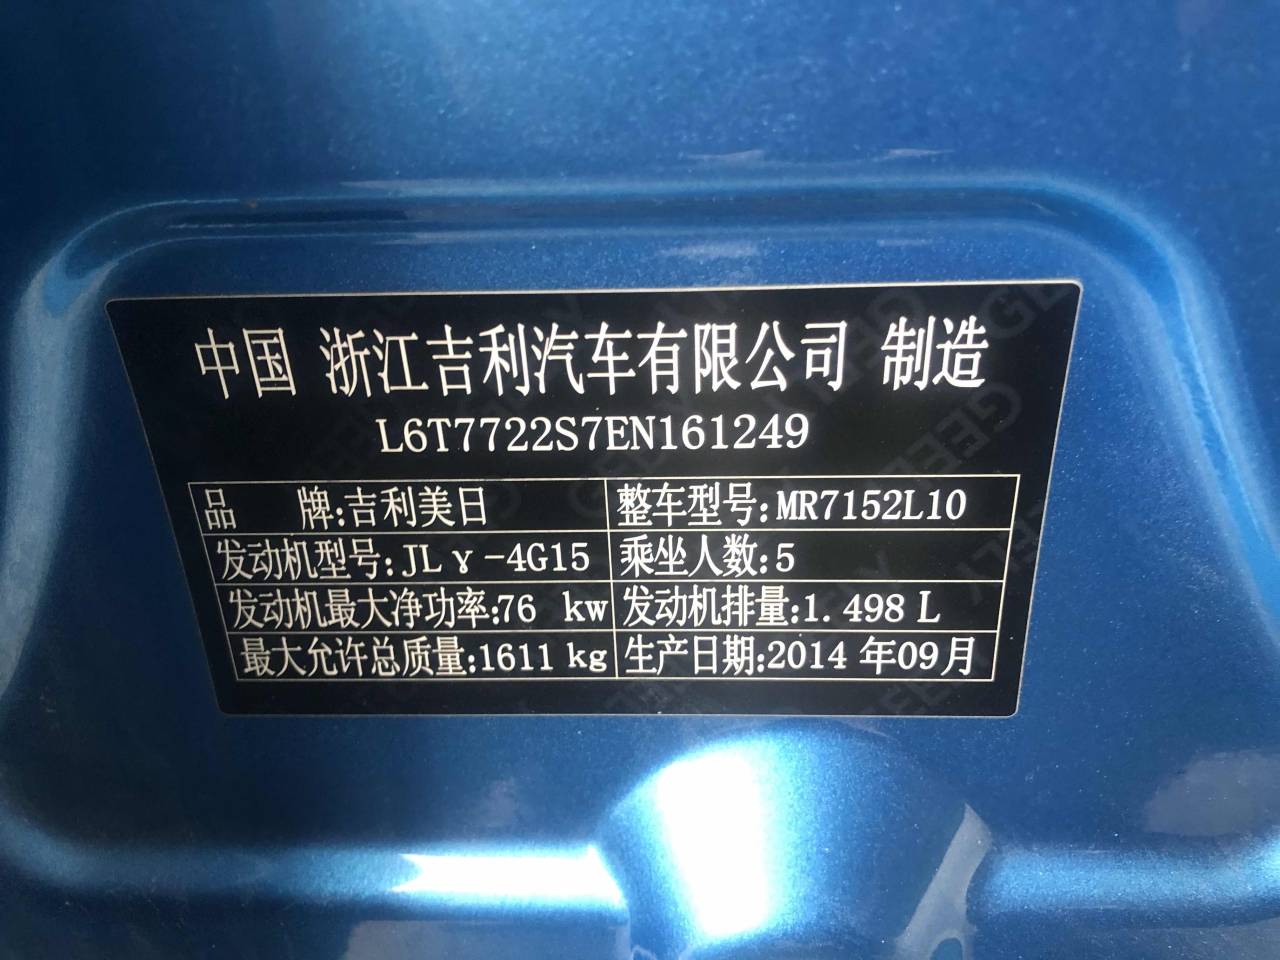 中国 浙江吉利汽车有限公司 制造
L6T7722S7EN161249
品 牌:吉利美日 整车型号:MR7152L10
发动机型号:JLγ-4G15 乘坐人数:5
发动机最大净功率:76 kw 发动机排量:1.498 L
最大允许总质量:1611 kg 生产日期:2014 年09月